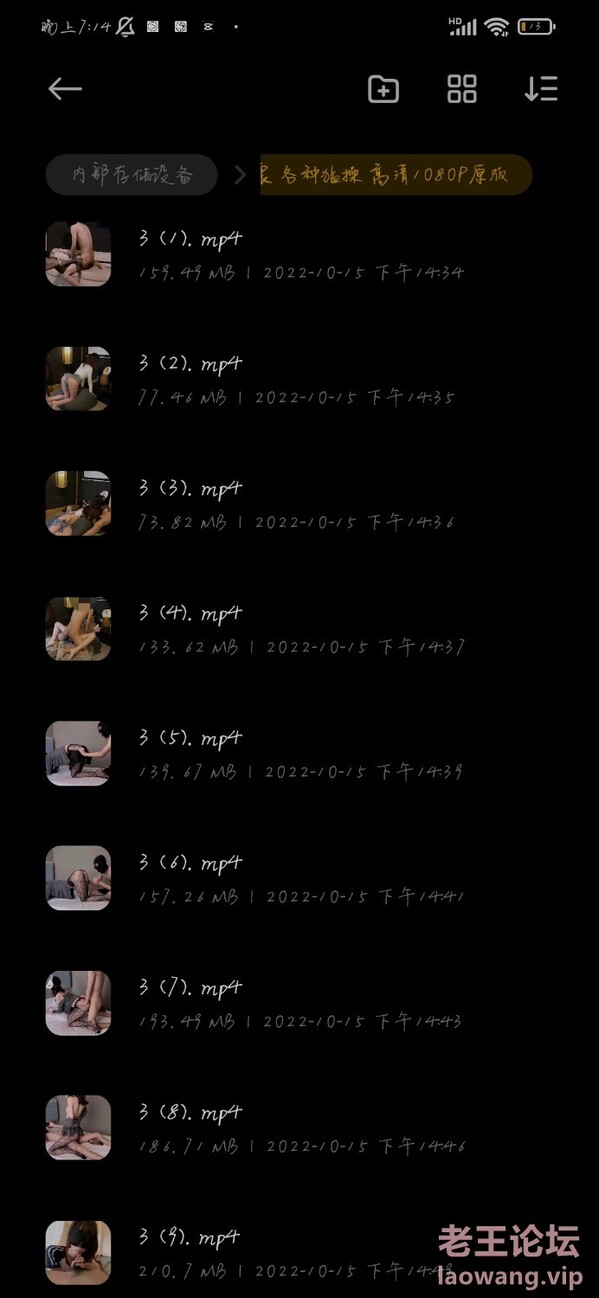 晚上7:14 HD 13
内部存储设备 > 各种猛操 高清1080P原版
3 (1).mp4
159.49 MB | 2022-10-15 下午14:34
3 (2).mp4
77.46 MB | 2022-10-15 下午14:35
3 (3).mp4
73.82 MB | 2022-10-15 下午14:36
3 (4).mp4
133.62 MB | 2022-10-15 下午14:37
3 (5).mp4
139.67 MB | 2022-10-15 下午14:39
3 (6).mp4
157.26 MB | 2022-10-15 下午14:41
3 (7).mp4
193.49 MB | 2022-10-15 下午14:43
3 (8).mp4
186.71 MB | 2022-10-15 下午14:46
3 (9).mp4
210.7 MB | 2022-10-15 下午
老王论坛
laowang.vip